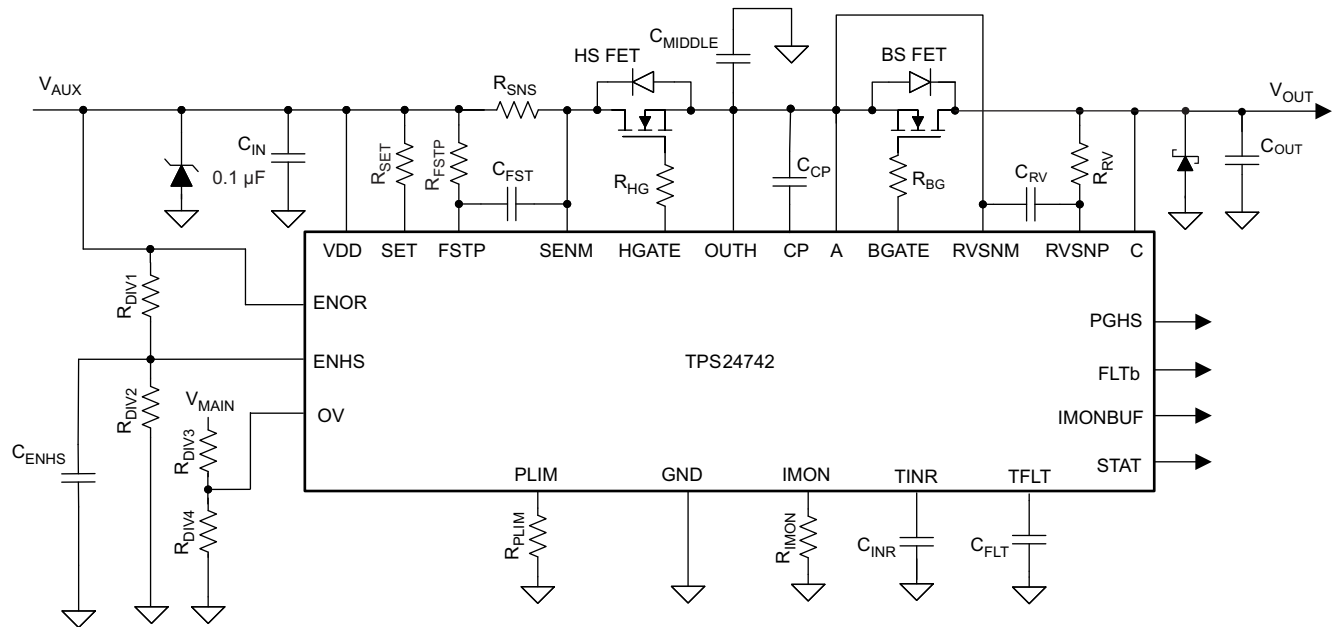 C_MIDDLE
HS FET
BS FET
V_AUX
R_SNS
V_OUT
C_IN
0.1 µF
R_SET
R_FSTP
C_FST
R_HG
C_CP
R_BG
C_RV
R_RV
C_OUT
VDD SET FSTP SENM HGATE OUTH CP A BGATE RVSNM RVSNP C
R_DIV1
ENOR
PGHS
ENHS
TPS24742
FLTb
R_DIV2
V_MAIN
OV
IMONBUF
C_ENHS
R_DIV3
STAT
PLIM GND IMON TINR TFLT
R_DIV4
R_PLIM
R_IMON
C_INR
C_FLT